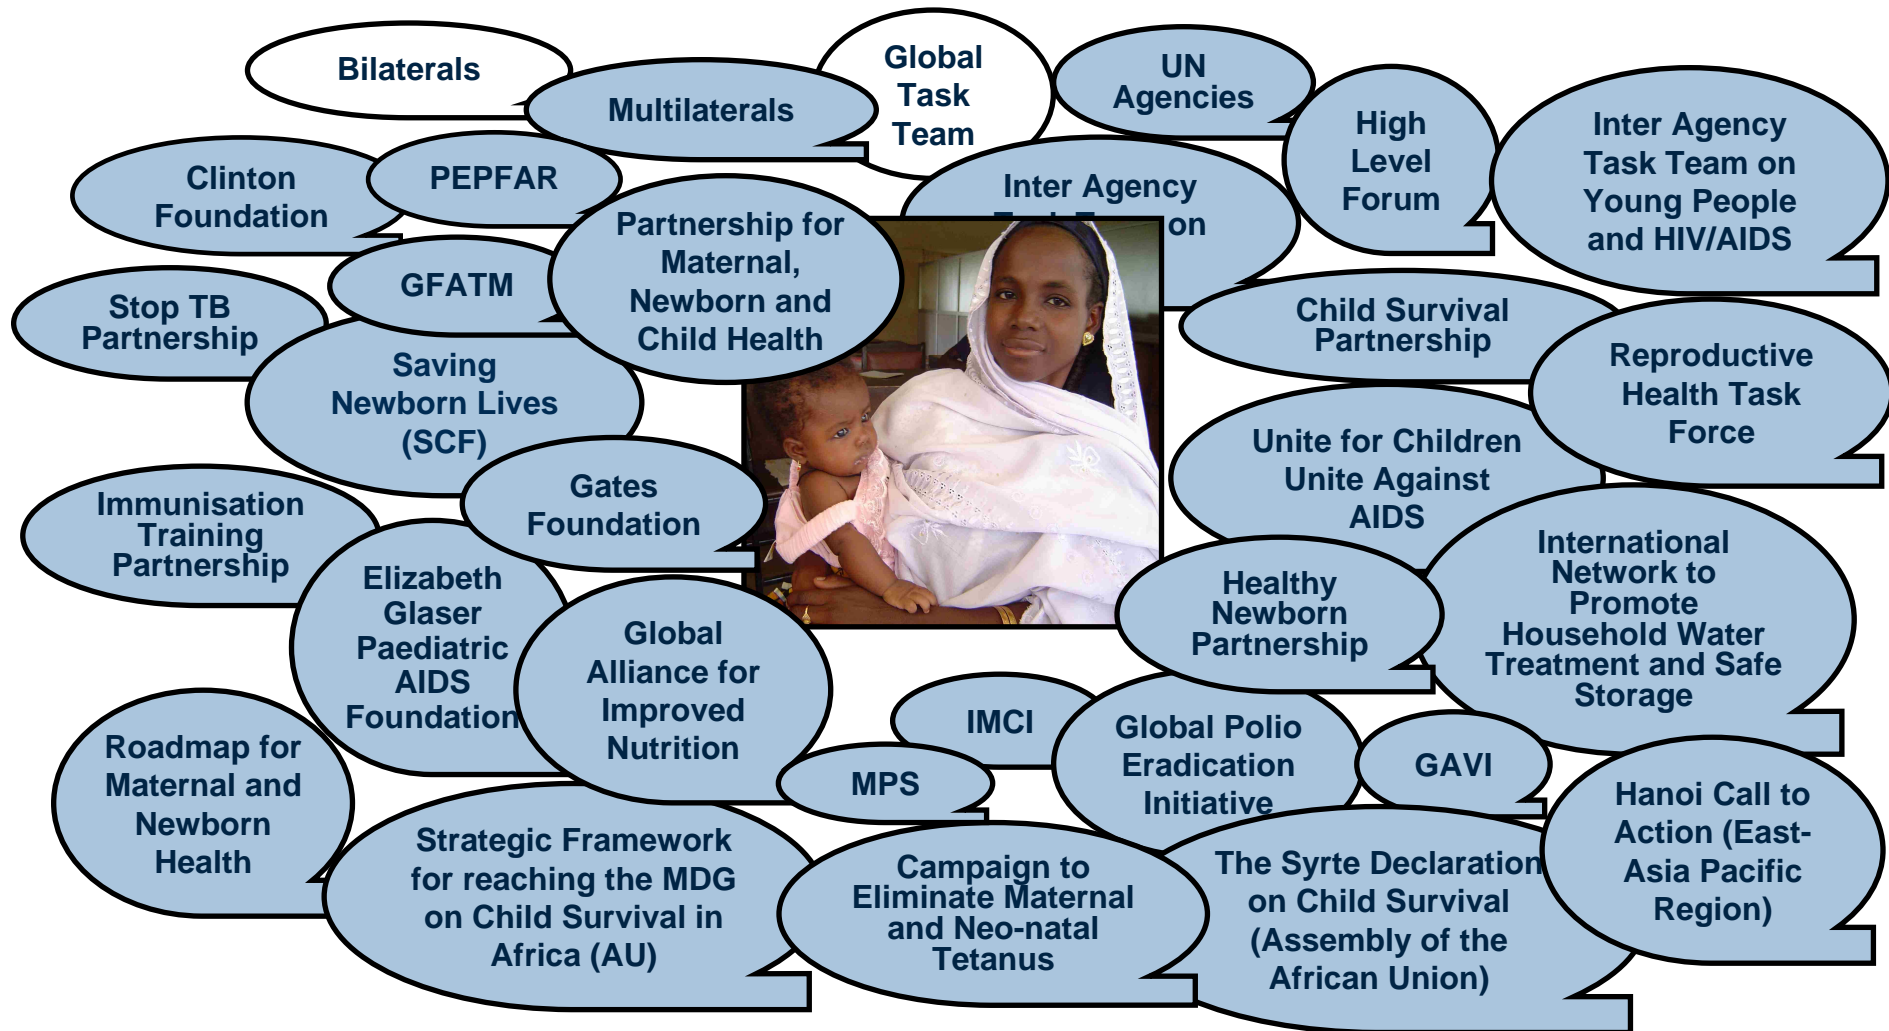 Bilaterals
Multilaterals
Global
Task
Team
UN
Agencies
High
Level
Forum
Inter Agency
Task Team on
Young People
and HIV/AIDS
Clinton
Foundation
PEPFAR
Partnership for
Maternal,
Newborn and
Child Health
Inter Agency
on
GFATM
Stop TB
Partnership
Saving
Newborn Lives
(SCF)
Child Survival
Partnership
Reproductive
Health Task
Force
Unite for Children
Unite Against
AIDS
Gates
Foundation
Immunisation
Training
Partnership
Elizabeth
Glaser
Paediatric
AIDS
Foundation
Global
Alliance for
Improved
Nutrition
Healthy
Newborn
Partnership
International
Network to
Promote
Household Water
Treatment and Safe
Storage
IMCI
Global Polio
Eradication
Initiative
GAVI
MPS
Roadmap for
Maternal and
Newborn
Health
Strategic Framework
for reaching the MDG
on Child Survival in
Africa (AU)
Campaign to
Eliminate Maternal
and Neo-natal
Tetanus
The Syrte Declaration
on Child Survival
(Assembly of the
African Union)
Hanoi Call to
Action (East-
Asia Pacific
Region)